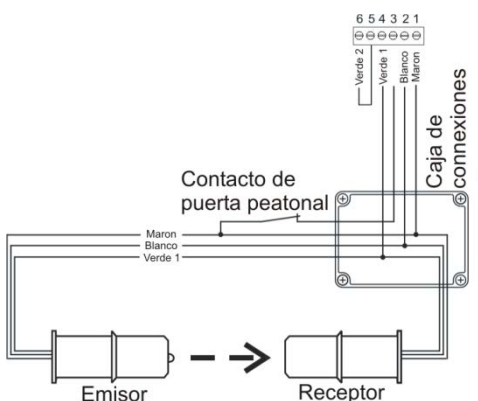 6 5 4 3 2 1
Verde 2
Verde 1
Blanco
Maron
Caja de
connexiones
Contacto de
puerta peatonal
Maron
Blanco
Verde 1
Emisor
Receptor